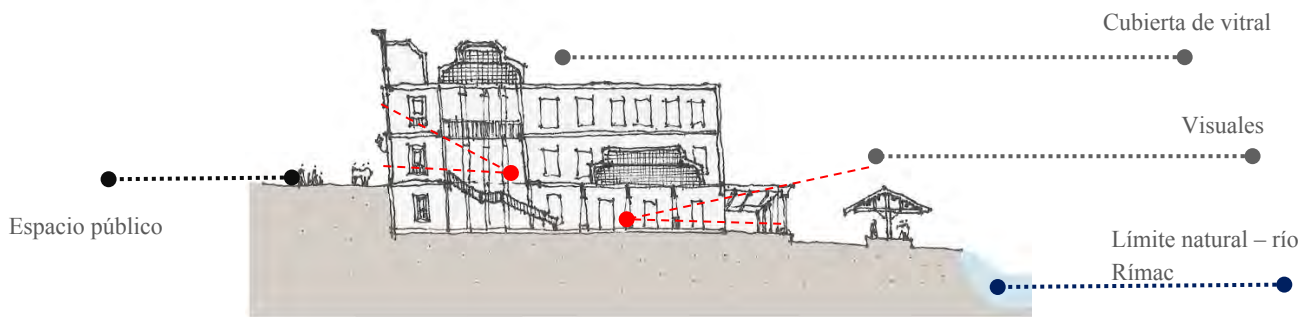 Cubierta de vitral
Visuales
Espacio público
Límite natural – río
Rímac